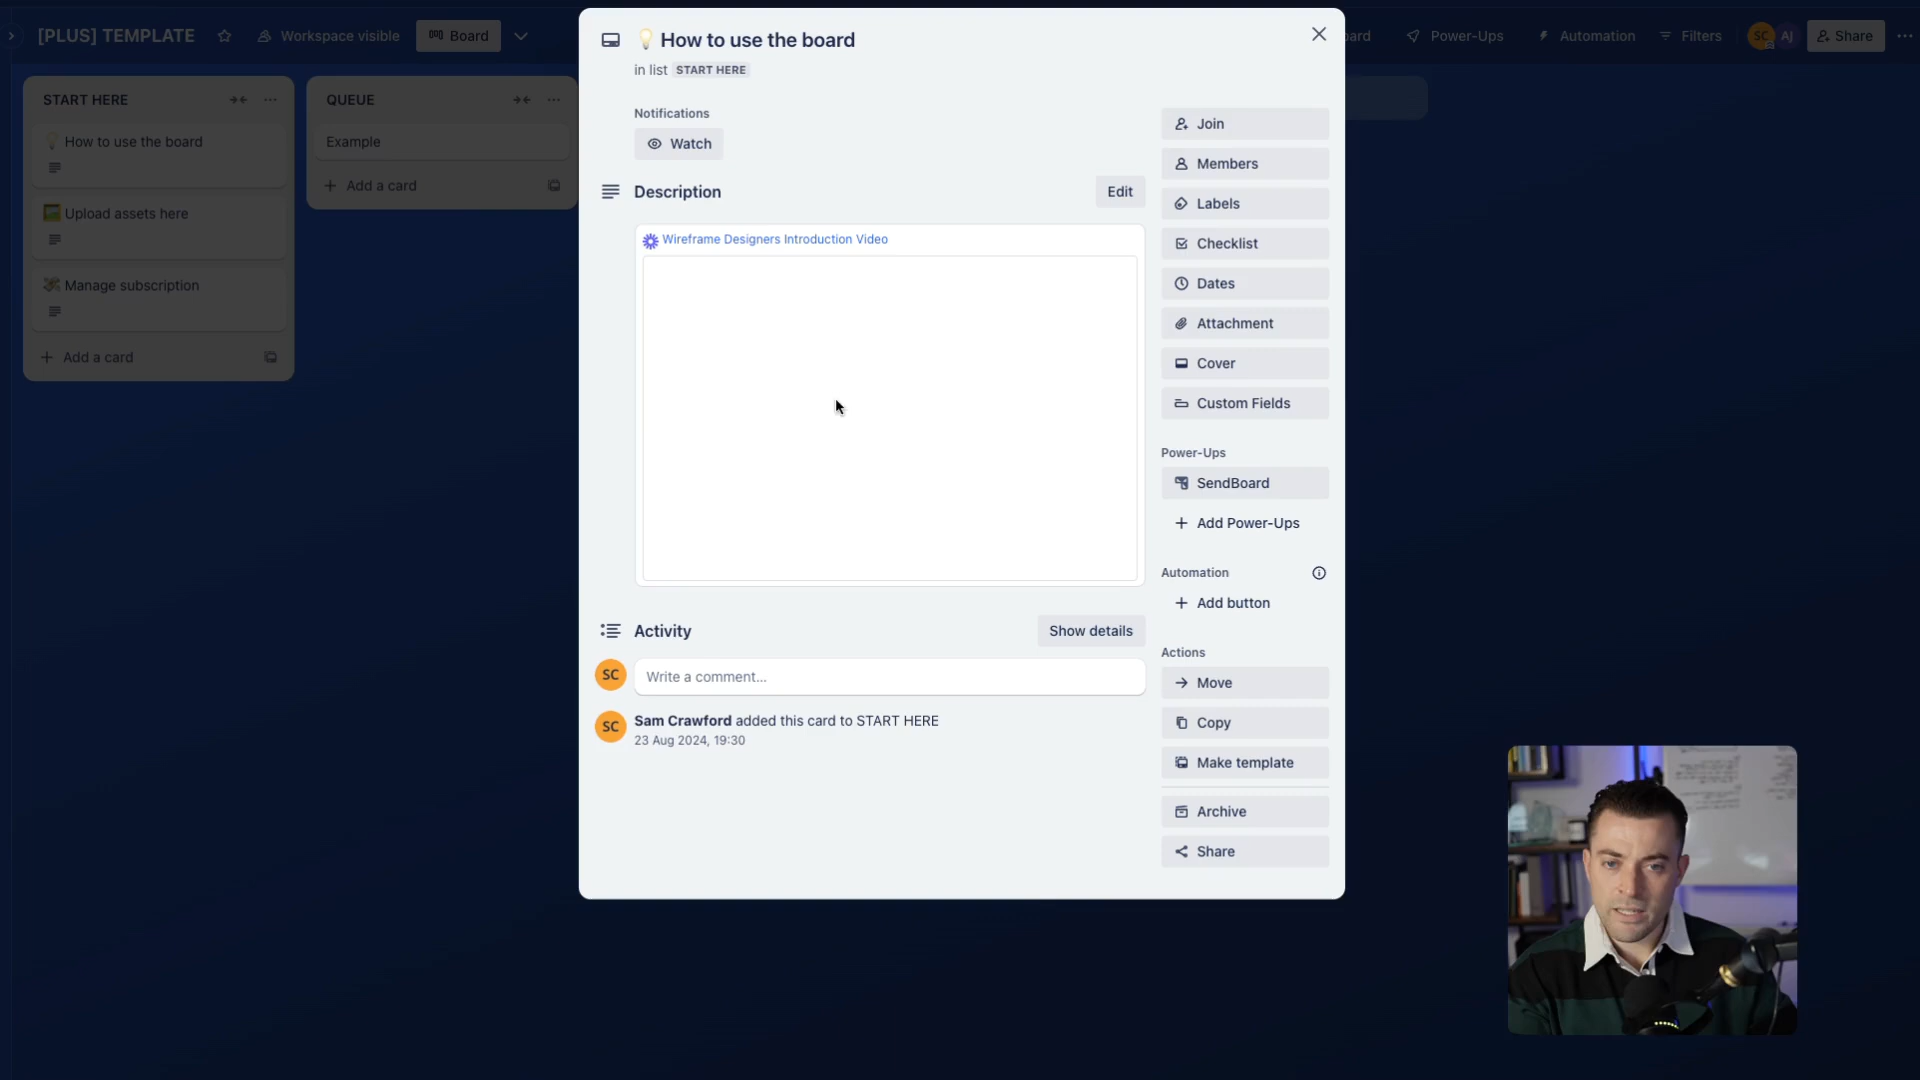 [PLUS] TEMPLATE
Workspace visible
Board
Power-Ups
Automation
Filters
SC
AJ
Share
START HERE
How to use the board
Upload assets here
Manage subscription
Add a card
QUEUE
Example
Add a card
How to use the board
in list START HERE
Notifications
Watch
Description
Edit
Wireframe Designers Introduction Video
Activity
Show details
SC
Write a comment...
SC
Sam Crawford added this card to START HERE
23 Aug 2024, 19:30
Join
Members
Labels
Checklist
Dates
Attachment
Cover
Custom Fields
Power-Ups
SendBoard
Add Power-Ups
Automation
Add button
Actions
Move
Copy
Make template
Archive
Share